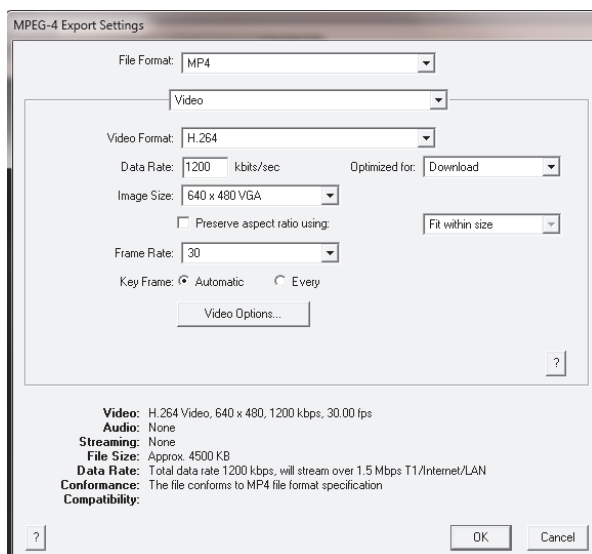 MPEG-4 Export Settings
File Format: MP4
Video
Video Format: H.264
Data Rate: 1200 kbits/sec Optimized for: Download
Image Size: 640 x 480 VGA
Preserve aspect ratio using: Fit within size
Frame Rate: 30
Key Frame: Automatic Every
Video Options...
?
Video: H.264 Video, 640 x 480, 1200 kbps, 30.00 fps
Audio: None
Streaming: None
File Size: Approx. 4500 KB
Data Rate: Total data rate 1200 kbps, will stream over 1.5 Mbps T1/Internet/LAN
Conformance: The file conforms to MP4 file format specification
Compatibility:
? OK Cancel